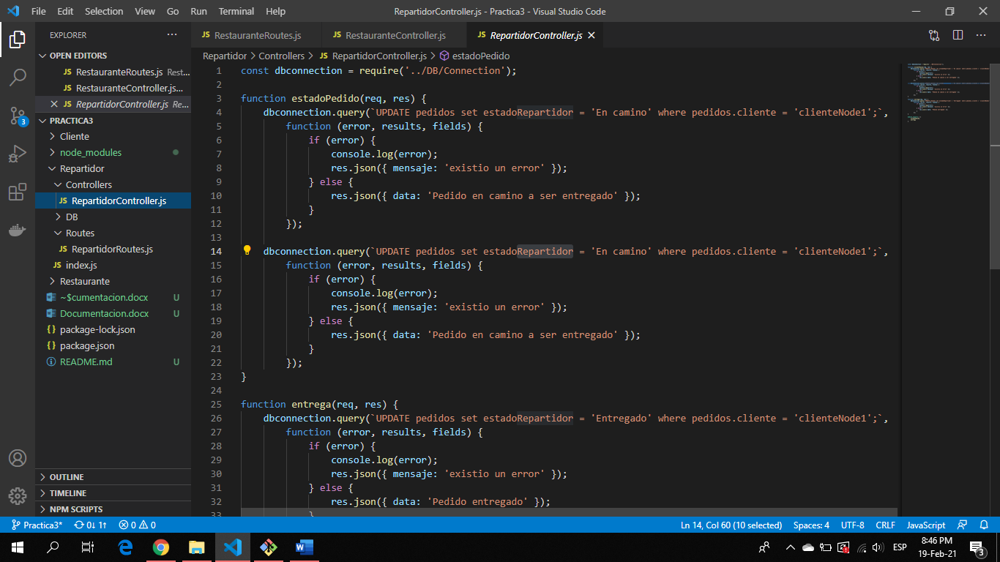 File Edit Selection View Go Run Terminal Help
RepartidorController.js - Practica3 - Visual Studio Code
EXPLORER
OPEN EDITORS
JS RestauranteRoutes.js Rest...
JS RestauranteController.js...
JS RepartidorController.js Re...
PRACTICA3
Cliente
node_modules
Repartidor
Controllers
JS RepartidorController.js
DB
Routes
JS RepartidorRoutes.js
JS index.js
Restaurante
~$cumentacion.docx U
Documentacion.docx U
{} package-lock.json
{} package.json
README.md U
OUTLINE
TIMELINE
NPM SCRIPTS
3
JS RestauranteRoutes.js JS RestauranteController.js JS RepartidorController.js
Repartidor > Controllers > JS RepartidorController.js > estadoPedido
1 const dbconnection = require('../DB/Connection');
2
3 function estadoPedido(req, res) {
4 dbconnection.query(`UPDATE pedidos set estadoRepartidor = 'En camino' where pedidos.cliente = 'clienteNode1';`,
5 function (error, results, fields) {
6 if (error) {
7 console.log(error);
8 res.json({ mensaje: 'existio un error' });
9 } else {
10 res.json({ data: 'Pedido en camino a ser entregado' });
11 }
12 });
13
14 dbconnection.query(`UPDATE pedidos set estadoRepartidor = 'En camino' where pedidos.cliente = 'clienteNode1';`,
15 function (error, results, fields) {
16 if (error) {
17 console.log(error);
18 res.json({ mensaje: 'existio un error' });
19 } else {
20 res.json({ data: 'Pedido en camino a ser entregado' });
21 }
22 });
23 }
24
25 function entrega(req, res) {
26 dbconnection.query(`UPDATE pedidos set estadoRepartidor = 'Entregado' where pedidos.cliente = 'clienteNode1';`,
27 function (error, results, fields) {
28 if (error) {
29 console.log(error);
30 res.json({ mensaje: 'existio un error' });
31 } else {
32 res.json({ data: 'Pedido entregado' });
33 }
Practica3* 0↓ 1↑ 0 0
Ln 14, Col 60 (10 selected) Spaces: 4 UTF-8 CRLF JavaScript
ESP
8:46 PM
19-Feb-21
3